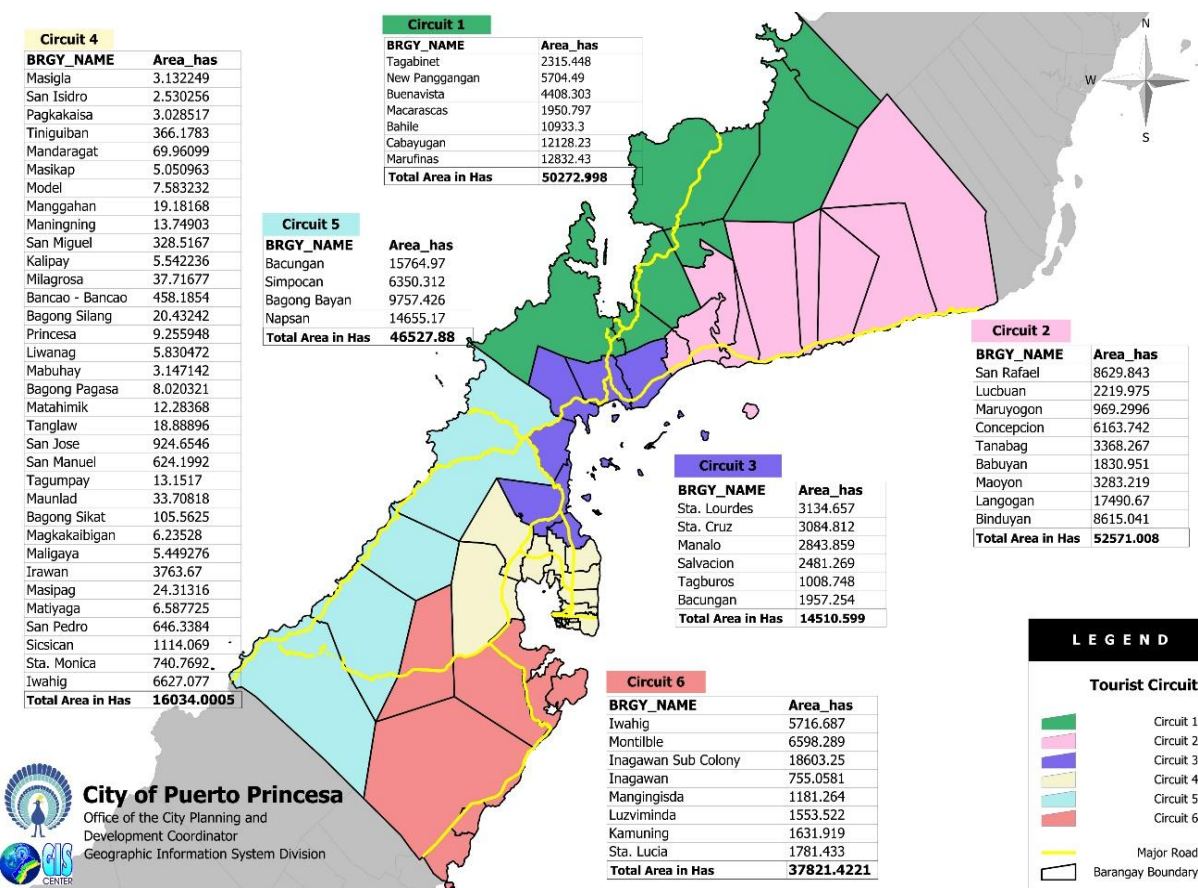 Circuit 4
BRGY_NAME Area_has
Masigla 3.132249
San Isidro 2.530256
Pagkakaisa 3.028517
Tiniguiban 366.1783
Mandaragat 69.96099
Masikap 5.050963
Model 7.583232
Manggahan 19.18168
Maningning 13.74903
San Miguel 328.5167
Kalipay 5.542236
Milagrosa 37.71677
Bancao - Bancao 458.1854
Bagong Silang 20.43242
Princesa 9.255948
Liwanag 5.830472
Mabuhay 3.147142
Bagong Pagasa 8.020321
Matahimik 12.28368
Tanglaw 18.88896
San Jose 924.6546
San Manuel 624.1992
Tagumpay 13.1517
Maunlad 33.70818
Bagong Sikat 105.5625
Magkakaibigan 6.23528
Maligaya 5.449276
Irawan 3763.67
Masipag 24.31316
Matiyaga 6.587725
San Pedro 646.3384
Sicsican 1114.069
Sta. Monica 740.7692
Iwahig 6627.077
Total Area in Has 16034.0005
Circuit 1
BRGY_NAME Area_has
Tagabinet 2315.448
New Panggangan 5704.49
Buenavista 4408.303
Macarascas 1950.797
Bahile 10933.3
Cabayugan 12128.23
Marufinas 12832.43
Total Area in Has 50272.998
Circuit 5
BRGY_NAME Area_has
Bacungan 15764.97
Simpocan 6350.312
Bagong Bayan 9757.426
Napsan 14655.17
Total Area in Has 46527.88
N
W
E
S
Circuit 2
BRGY_NAME Area_has
San Rafael 8629.843
Lucbuan 2219.975
Maruyogon 969.2996
Concepcion 6163.742
Tanabag 3368.267
Babuyan 1830.951
Maoyon 3283.219
Langogan 17490.67
Binduyan 8615.041
Total Area in Has 52571.008
Circuit 3
BRGY_NAME Area_has
Sta. Lourdes 3134.657
Sta. Cruz 3084.812
Manalo 2843.859
Salvacion 2481.269
Tagburos 1008.748
Bacungan 1957.254
Total Area in Has 14510.599
Circuit 6
BRGY_NAME Area_has
Iwahig 5716.687
Montilble 6598.289
Inagawan Sub Colony 18603.25
Inagawan 755.0581
Mangingisda 1181.264
Luzviminda 1553.522
Kamuning 1631.919
Sta. Lucia 1781.433
Total Area in Has 37821.4221
LEGEND
Tourist Circuit
Circuit 1
Circuit 2
Circuit 3
Circuit 4
Circuit 5
Circuit 6
Major Road
Barangay Boundary
City of Puerto Princesa
Office of the City Planning and
Development Coordinator
Geographic Information System Division
GIS
CENTER